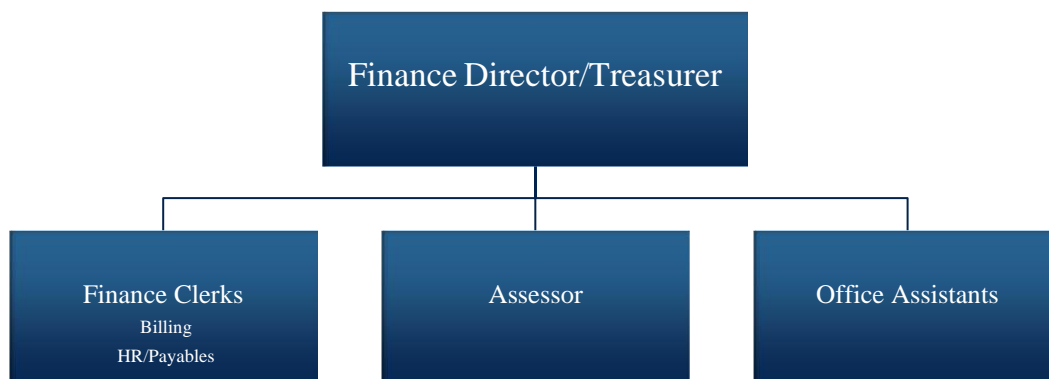 Finance Director/Treasurer
Finance Clerks
Billing
HR/Payables
Assessor
Office Assistants